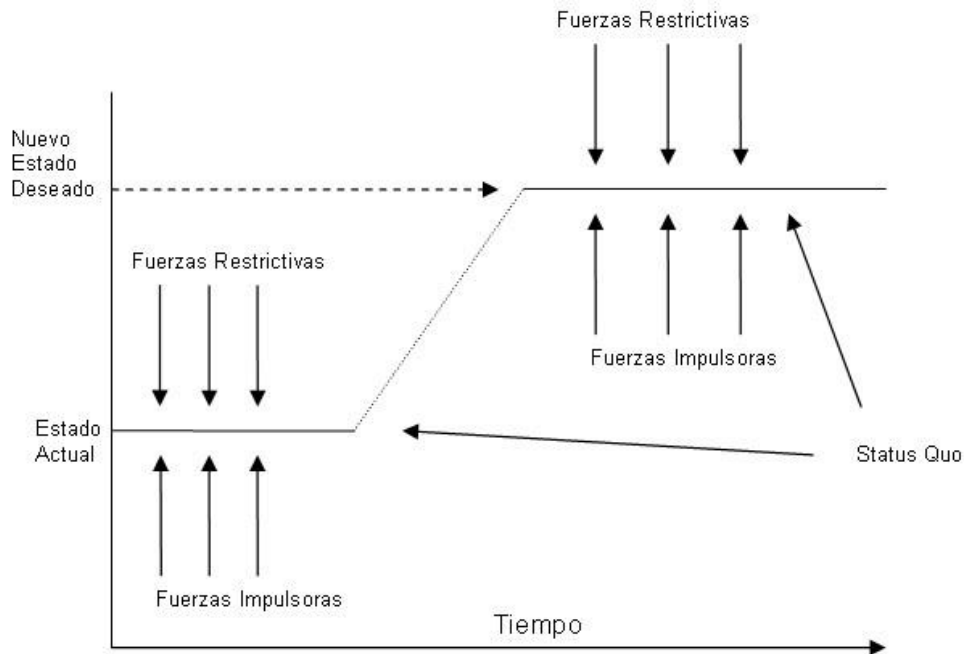 Fuerzas Restrictivas
Nuevo
Estado
Deseado
Fuerzas Restrictivas
Fuerzas Impulsoras
Estado
Actual
Status Quo
Fuerzas Impulsoras
Tiempo